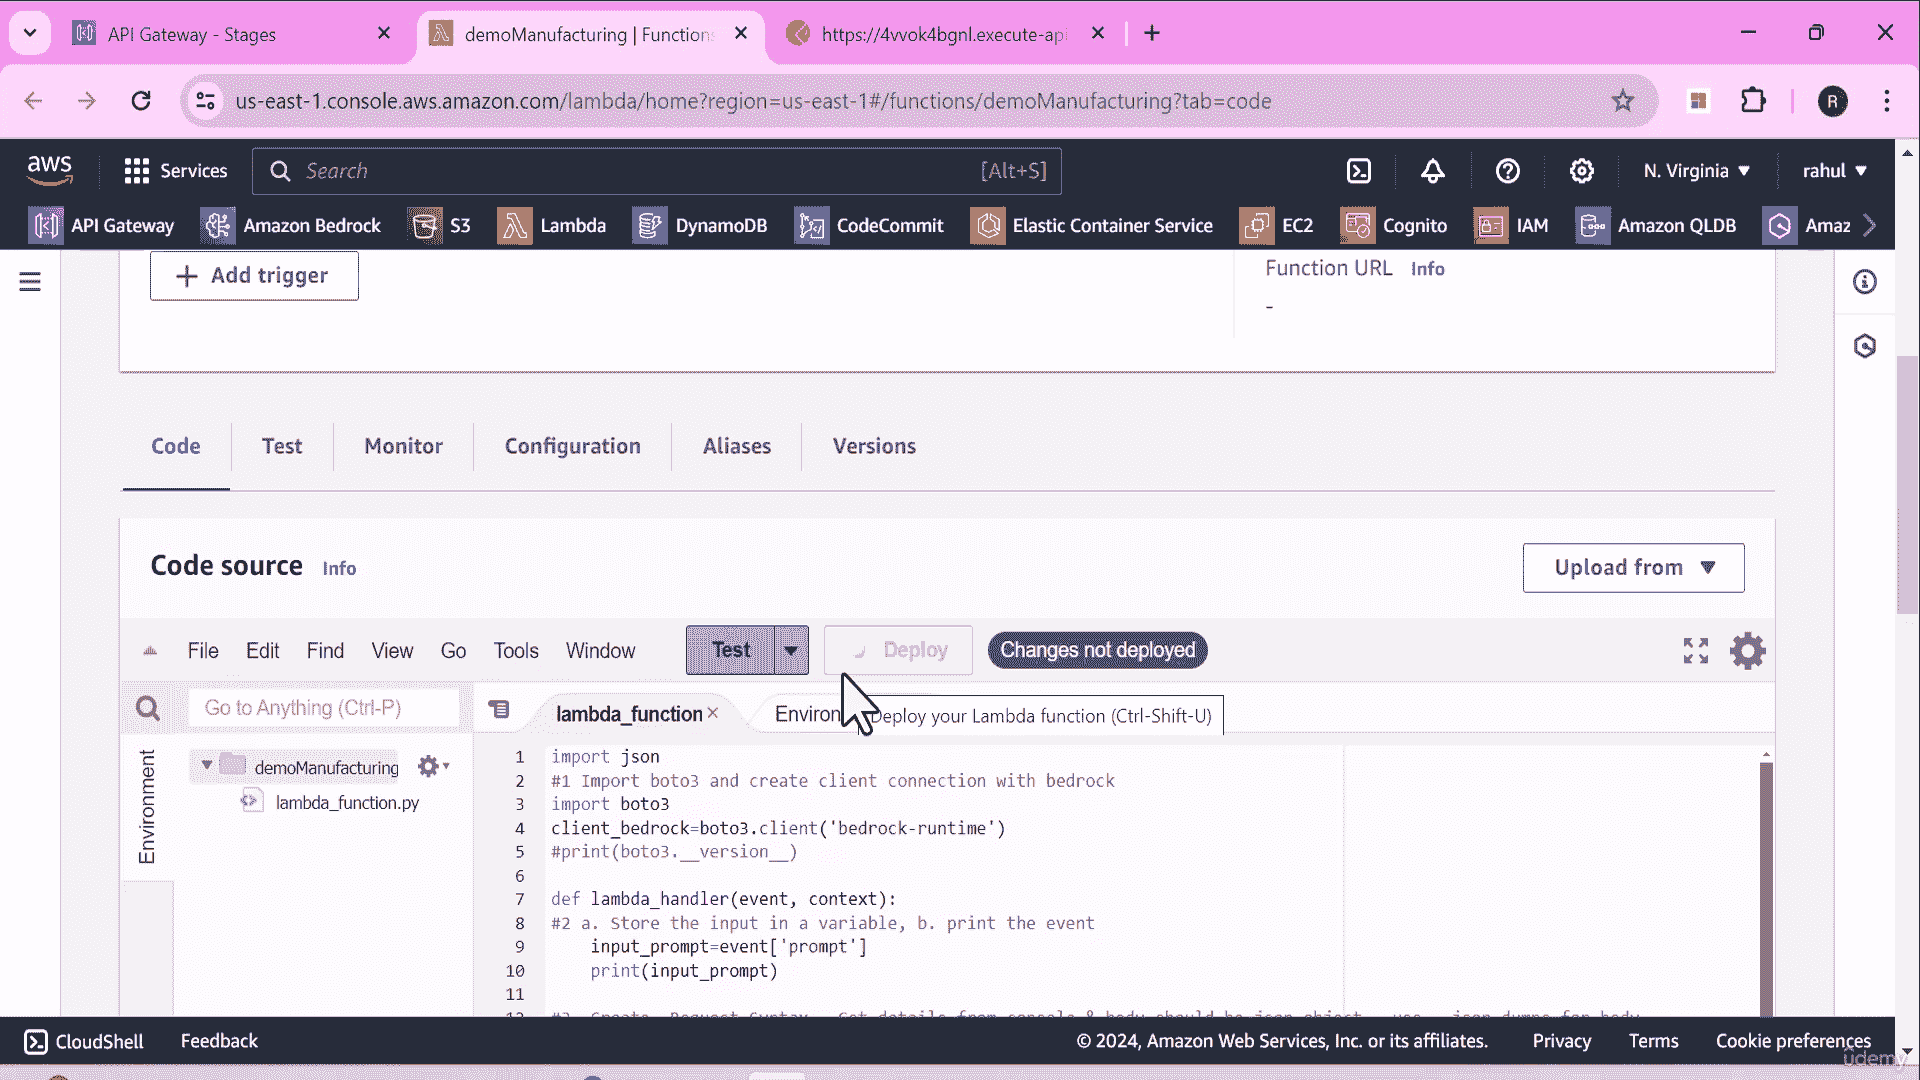 API Gateway - Stages
demoManufacturing | Functions
https://4vvok4bgnl.execute-api
us-east-1.console.aws.amazon.com/lambda/home?region=us-east-1#/functions/demoManufacturing?tab=code
R
aws
Services
Search
[Alt+S]
N. Virginia ▼
rahul ▼
API Gateway
Amazon Bedrock
S3
Lambda
DynamoDB
CodeCommit
Elastic Container Service
EC2
Cognito
IAM
Amazon QLDB
Amaz
+ Add trigger
Function URL Info
-
Code
Test
Monitor
Configuration
Aliases
Versions
Code source Info
Upload from ▼
File Edit Find View Go Tools Window
Test
Deploy
Changes not deployed
Go to Anything (Ctrl-P)
lambda_function
Environ
Deploy your Lambda function (Ctrl-Shift-U)
Environment
demoManufacturing
lambda_function.py
1 import json
2 #1 Import boto3 and create client connection with bedrock
3 import boto3
4 client_bedrock=boto3.client('bedrock-runtime')
5 #print(boto3.__version__)
6
7 def lambda_handler(event, context):
8 #2 a. Store the input in a variable, b. print the event
9 input_prompt=event['prompt']
10 print(input_prompt)
11
CloudShell
Feedback
© 2024, Amazon Web Services, Inc. or its affiliates.
Privacy
Terms
Cookie preferences
udemy